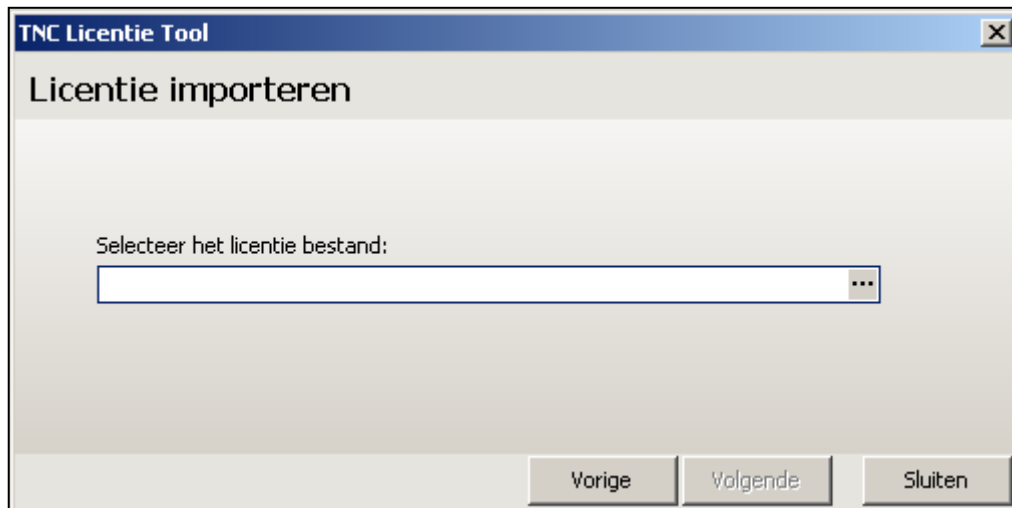 TNC Licentie Tool
Licentie importeren
Selecteer het licentie bestand:
...
Vorige Volgende Sluiten